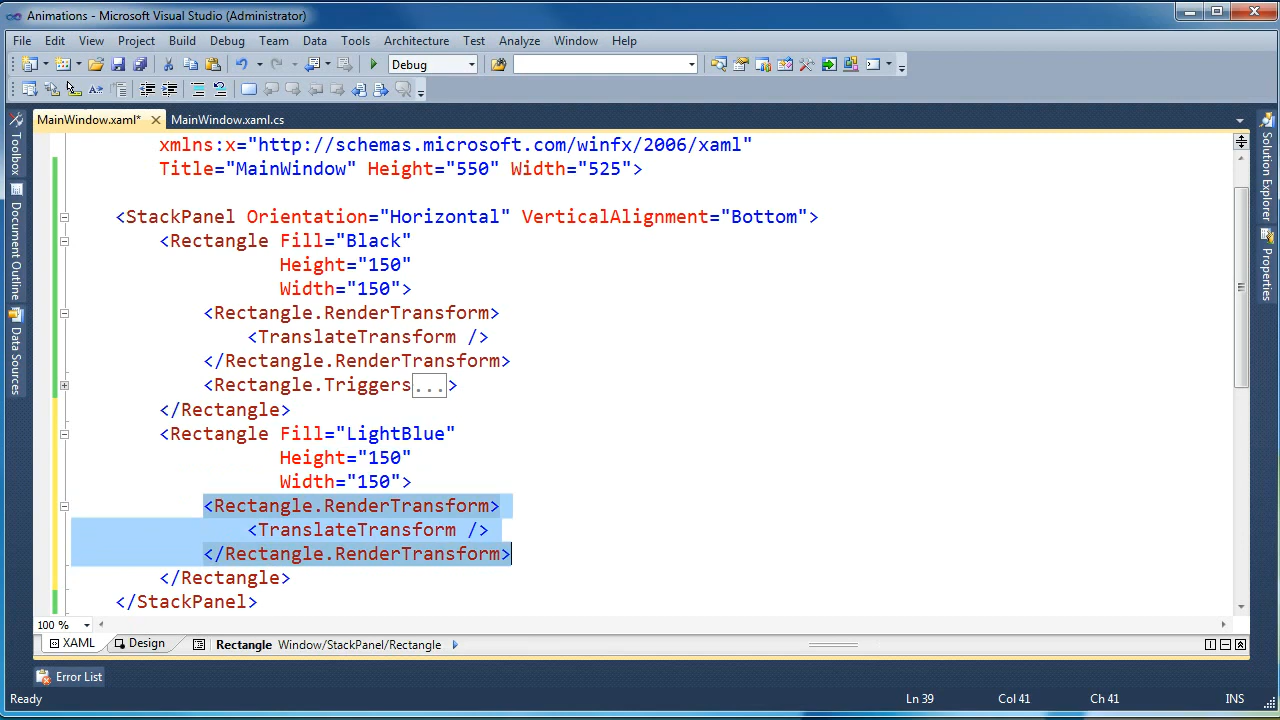 Animations - Microsoft Visual Studio (Administrator)
File Edit View Project Build Debug Team Data Tools Architecture Test Analyze Window Help
Debug
MainWindow.xaml* MainWindow.xaml.cs
Toolbox
Document Outline
Data Sources
Solution Explorer
Properties
xmlns:x="http://schemas.microsoft.com/winfx/2006/xaml"
Title="MainWindow" Height="550" Width="525">
<StackPanel Orientation="Horizontal" VerticalAlignment="Bottom">
<Rectangle Fill="Black"
Height="150"
Width="150">
<Rectangle.RenderTransform>
<TranslateTransform />
</Rectangle.RenderTransform>
<Rectangle.Triggers...>
</Rectangle>
<Rectangle Fill="LightBlue"
Height="150"
Width="150">
<Rectangle.RenderTransform>
<TranslateTransform />
</Rectangle.RenderTransform>
</Rectangle>
</StackPanel>
100 %
XAML Design Rectangle Window/StackPanel/Rectangle
Error List
Ready Ln 39 Col 41 Ch 41 INS